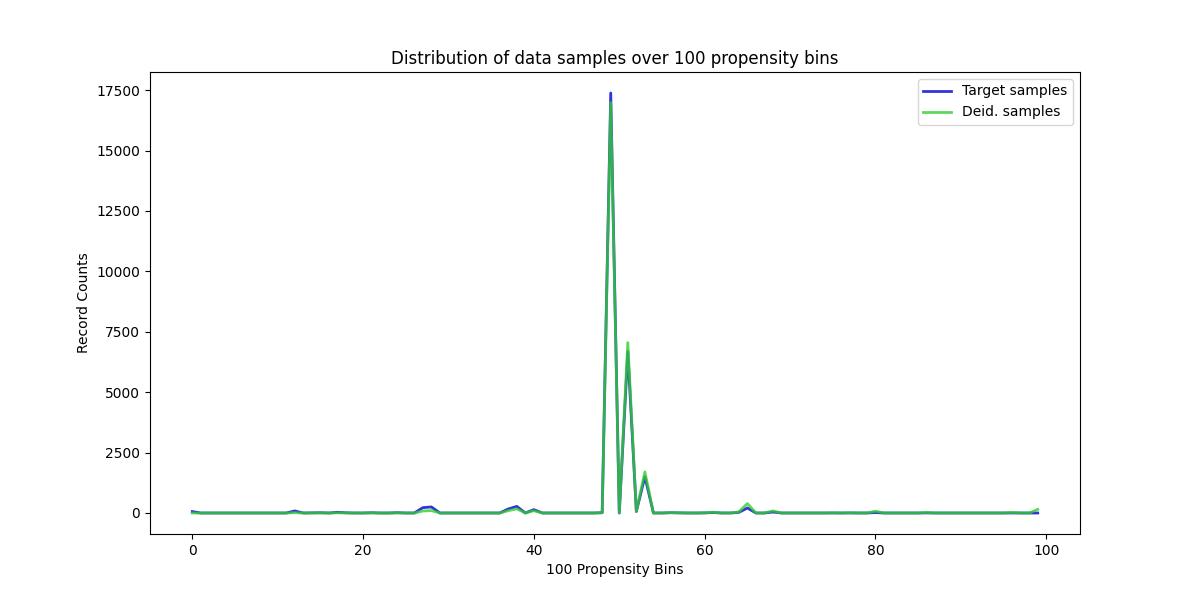 Distribution of data samples over 100 propensity bins
Target samples
Deid. samples
17500
15000
12500
10000
7500
5000
2500
0
Record Counts
0 20 40 60 80 100
100 Propensity Bins